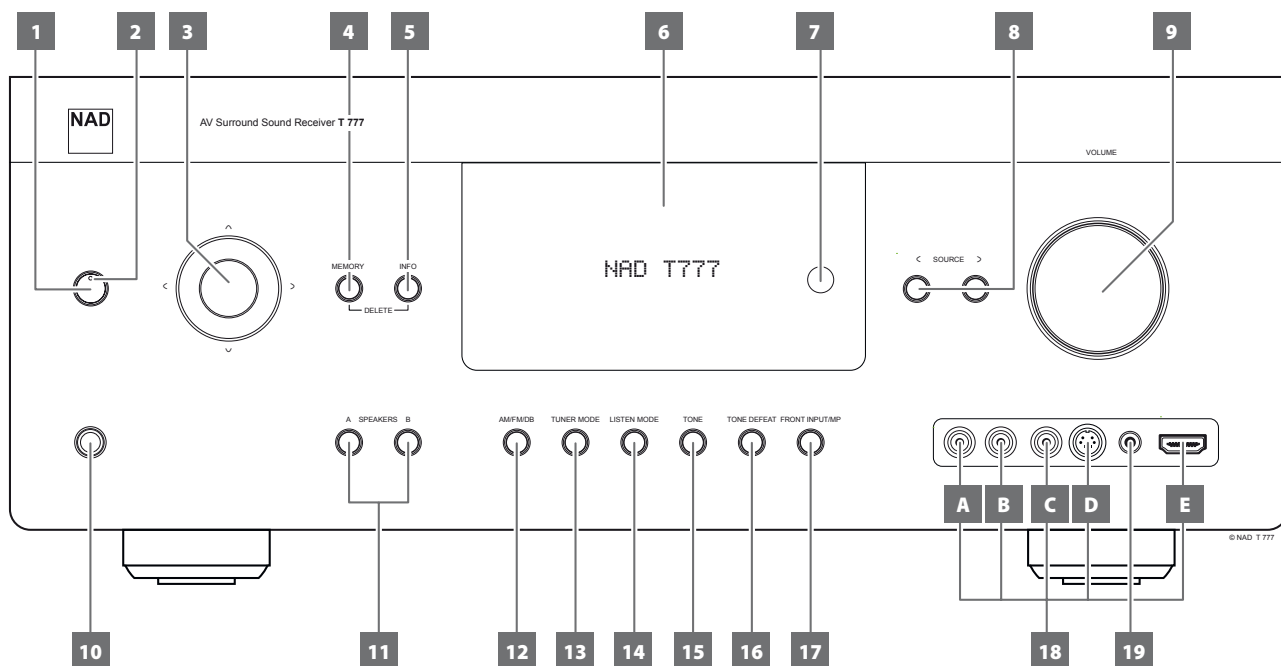 1 2 3 4 5 6 7 8 9
NAD
AV Surround Sound Receiver T 777
VOLUME
NAD T777
< SOURCE >
MEMORY INFO
DELETE
A SPEAKERS B
AM/FM/DB TUNER MODE LISTEN MODE TONE TONE DEFEAT FRONT INPUT/MP
A B C D E
© NAD T 777
10 11 12 13 14 15 16 17 18 19